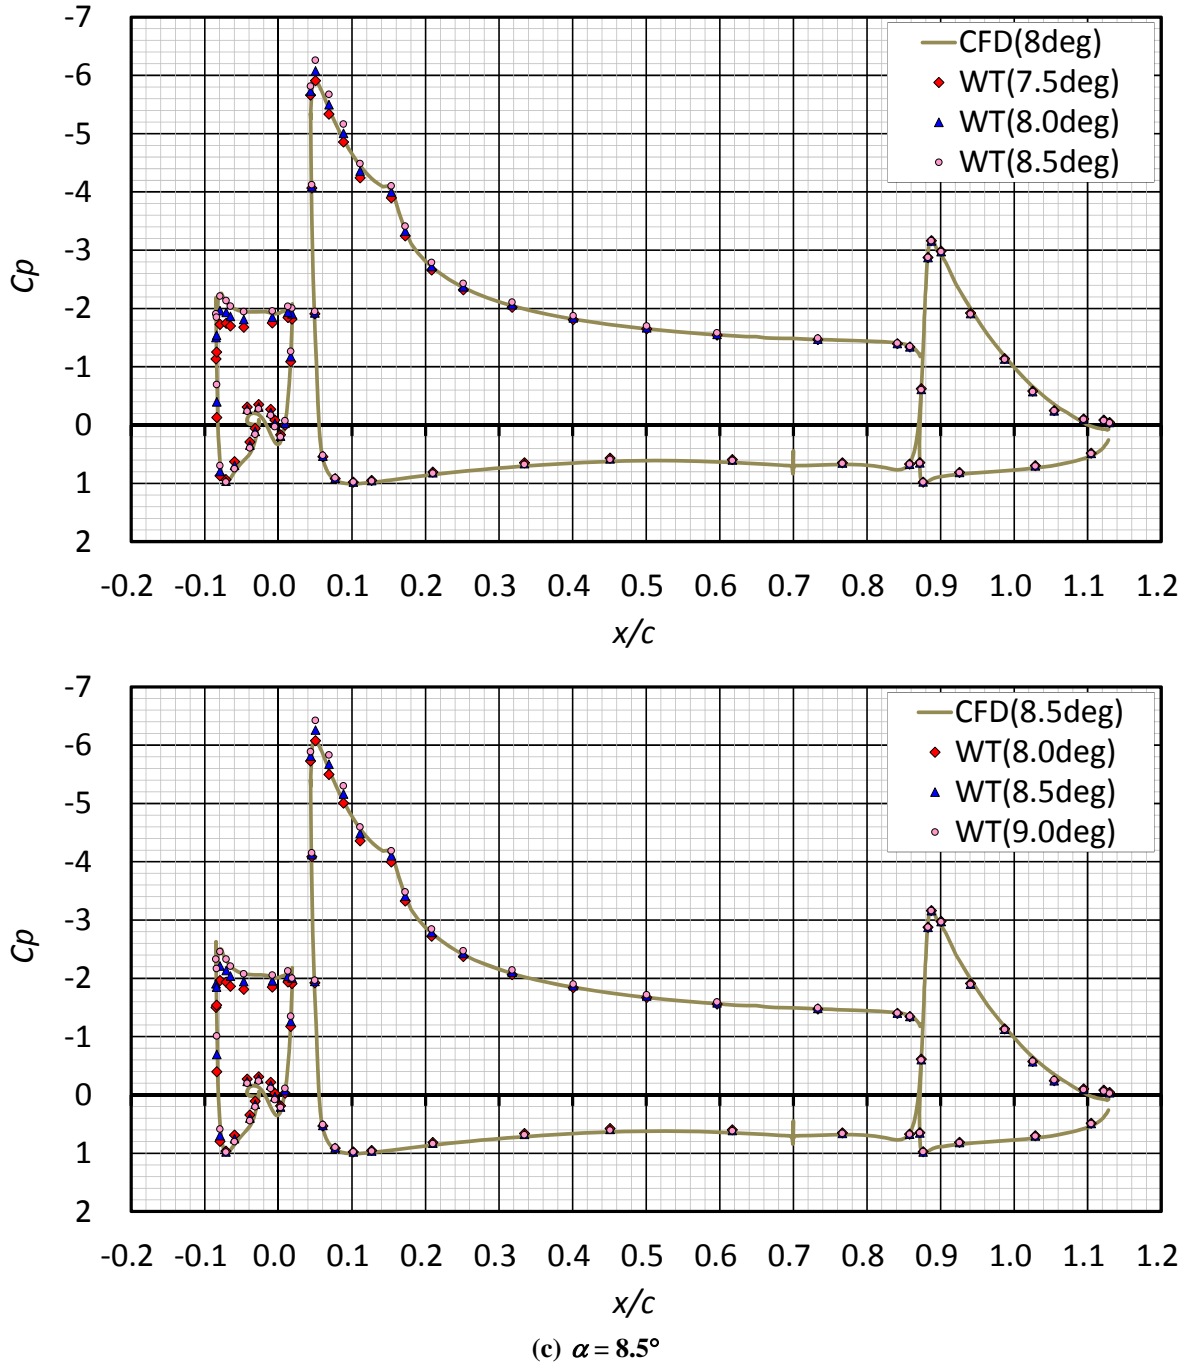 -7
-6
-5
-4
-3
-2
-1
0
1
2
Cp
CFD(8deg)
WT(7.5deg)
WT(8.0deg)
WT(8.5deg)
-0.2 -0.1 0.0 0.1 0.2 0.3 0.4 0.5 0.6 0.7 0.8 0.9 1.0 1.1 1.2
x/c
-7
-6
-5
-4
-3
-2
-1
0
1
2
Cp
CFD(8.5deg)
WT(8.0deg)
WT(8.5deg)
WT(9.0deg)
-0.2 -0.1 0.0 0.1 0.2 0.3 0.4 0.5 0.6 0.7 0.8 0.9 1.0 1.1 1.2
x/c
(c) α = 8.5°